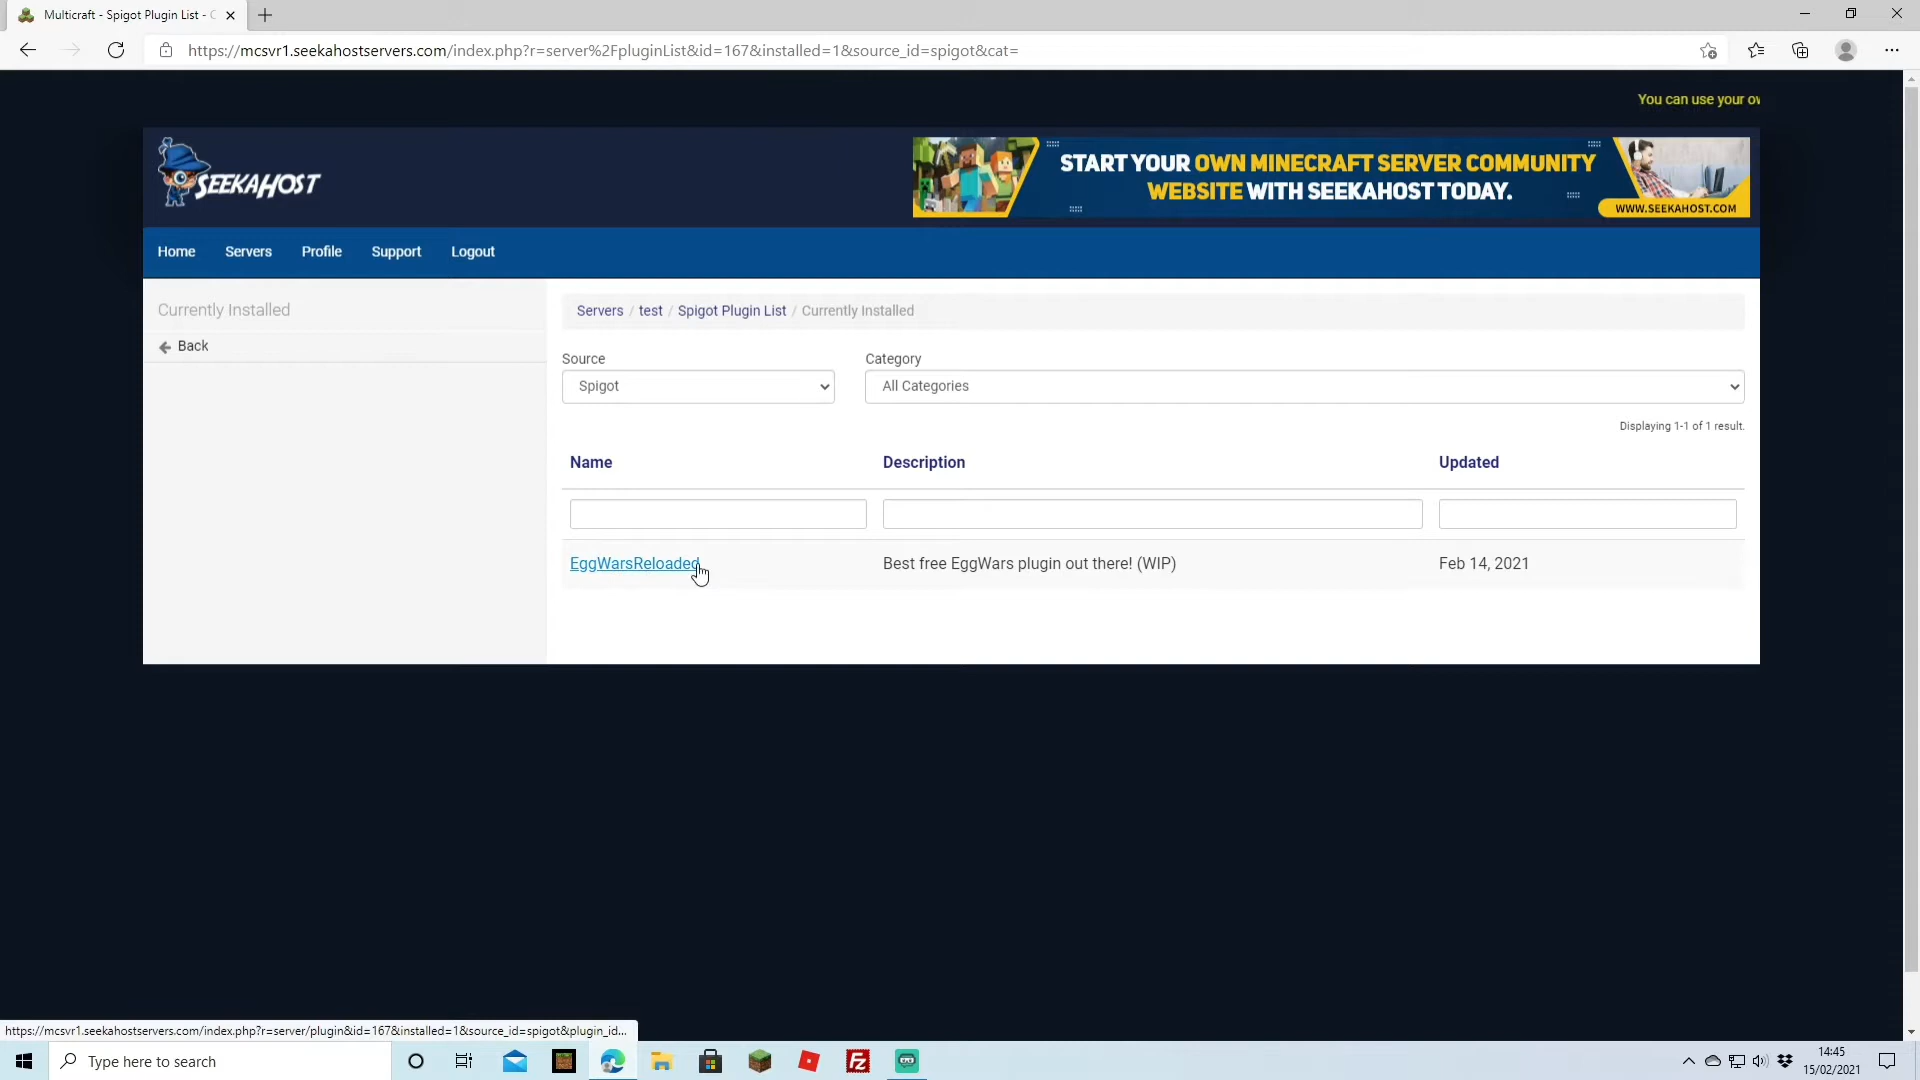 Multicraft - Spigot Plugin List - C
https://mcsvr1.seekahostservers.com/index.php?r=server%2FpluginList&id=167&installed=1&source_id=spigot&cat=
You can use your ov
SEEKAHOST
START YOUR OWN MINECRAFT SERVER COMMUNITY
WEBSITE WITH SEEKAHOST TODAY.
WWW.SEEKAHOST.COM
Home Servers Profile Support Logout
Currently Installed
Back
Servers / test / Spigot Plugin List / Currently Installed
Source Category
Spigot All Categories
Displaying 1-1 of 1 result.
Name Description Updated
EggWarsReloaded Best free EggWars plugin out there! (WIP) Feb 14, 2021
https://mcsvr1.seekahostservers.com/index.php?r=server/plugin&id=167&installed=1&source_id=spigot&plugin_id...
Type here to search
Fz
14:45
15/02/2021